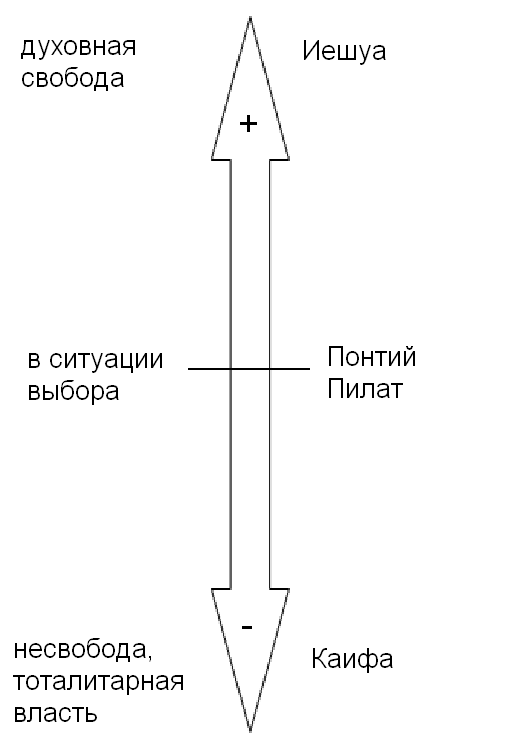 духовная
свобода
Иешуа
+
в ситуации
выбора
Понтий
Пилат
-
несвобода,
тоталитарная
власть
Каифа